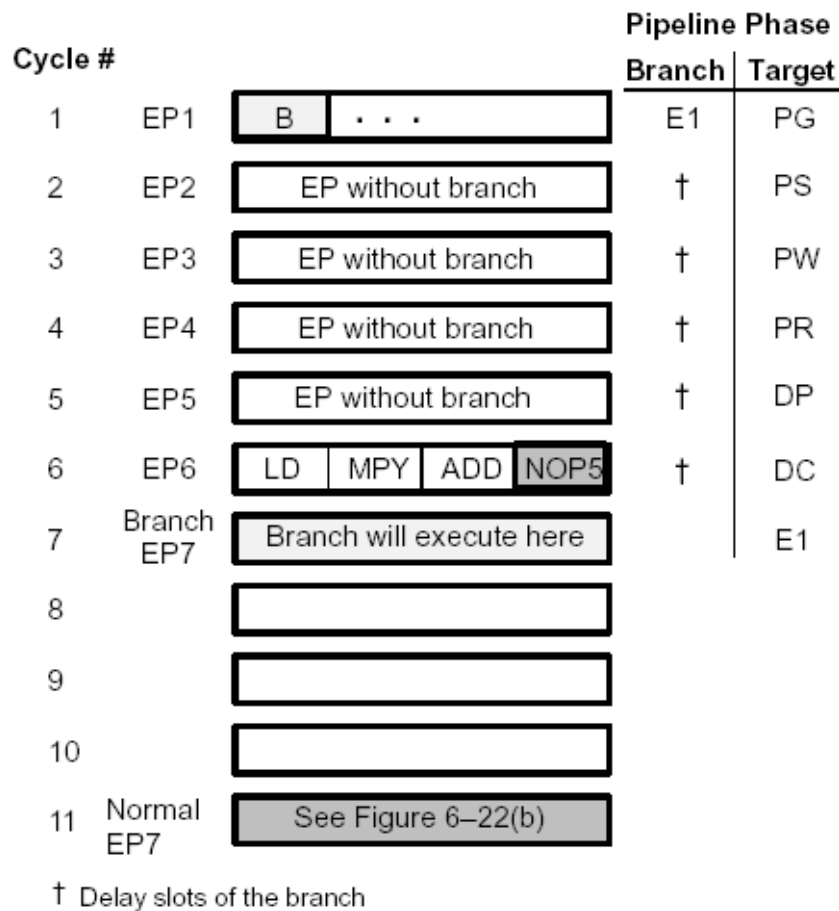 Pipeline Phase
Cycle #
Branch Target
1 EP1 B . . . E1 PG
2 EP2 EP without branch † PS
3 EP3 EP without branch † PW
4 EP4 EP without branch † PR
5 EP5 EP without branch † DP
6 EP6 LD MPY ADD NOP5 † DC
7 Branch EP7 Branch will execute here E1
8
9
10
11 Normal EP7 See Figure 6–22(b)
† Delay slots of the branch